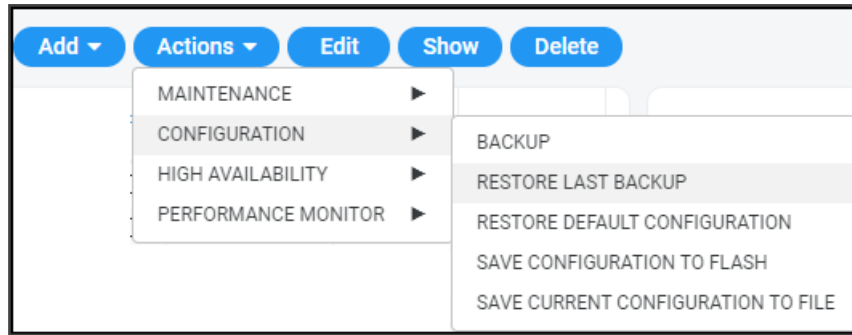 Add Actions Edit Show Delete
MAINTENANCE
CONFIGURATION
HIGH AVAILABILITY
PERFORMANCE MONITOR
BACKUP
RESTORE LAST BACKUP
RESTORE DEFAULT CONFIGURATION
SAVE CONFIGURATION TO FLASH
SAVE CURRENT CONFIGURATION TO FILE